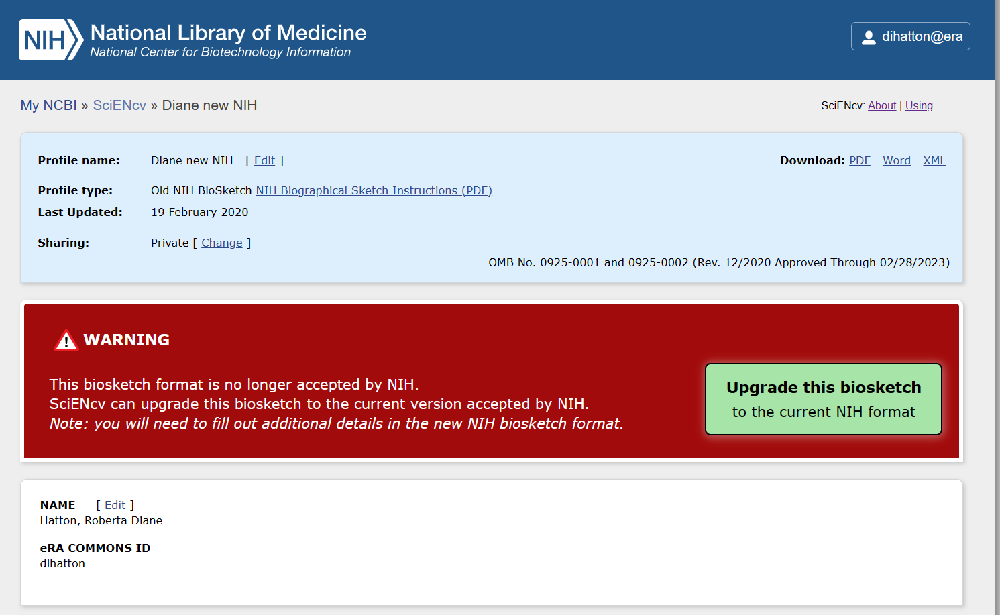 NIH National Library of Medicine
National Center for Biotechnology Information
dihatton@era
My NCBI » SciENcv » Diane new NIH
SciENcv: About | Using
Profile name: Diane new NIH [ Edit ]
Download: PDF Word XML
Profile type: Old NIH BioSketch NIH Biographical Sketch Instructions (PDF)
Last Updated: 19 February 2020
Sharing: Private [ Change ]
OMB No. 0925-0001 and 0925-0002 (Rev. 12/2020 Approved Through 02/28/2023)
WARNING
This biosketch format is no longer accepted by NIH.
SciENcv can upgrade this biosketch to the current version accepted by NIH.
Note: you will need to fill out additional details in the new NIH biosketch format.
Upgrade this biosketch
to the current NIH format
NAME [ Edit ]
Hatton, Roberta Diane
eRA COMMONS ID
dihatton